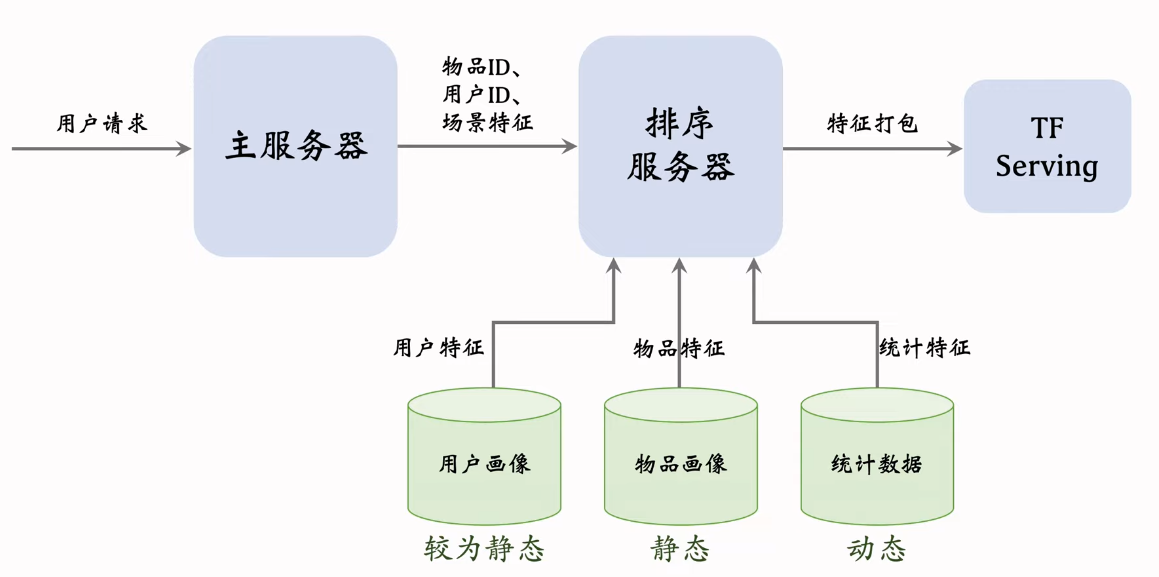 用户请求
主服务器
物品ID、
用户ID、
场景特征
排序
服务器
特征打包
TF
Serving
用户特征
物品特征
统计特征
用户画像
物品画像
统计数据
较为静态
静态
动态